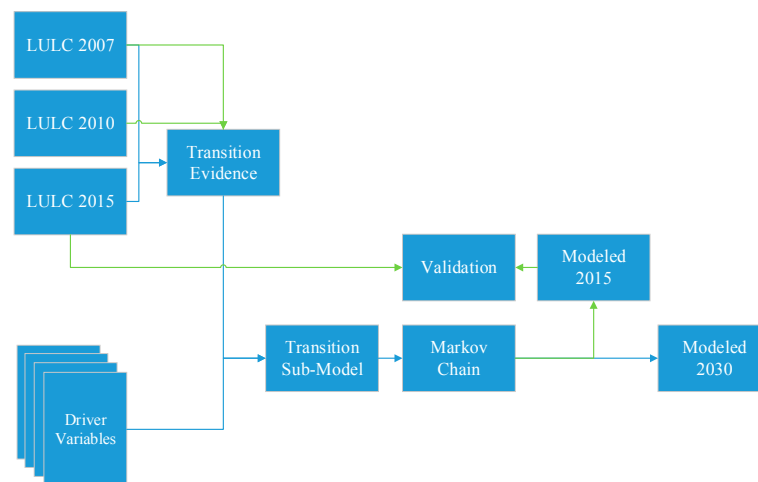 LULC 2007
LULC 2010
Transition
Evidence
LULC 2015
Validation
Modeled
2015
Transition
Sub-Model
Markov
Chain
Modeled
2030
Driver
Variables